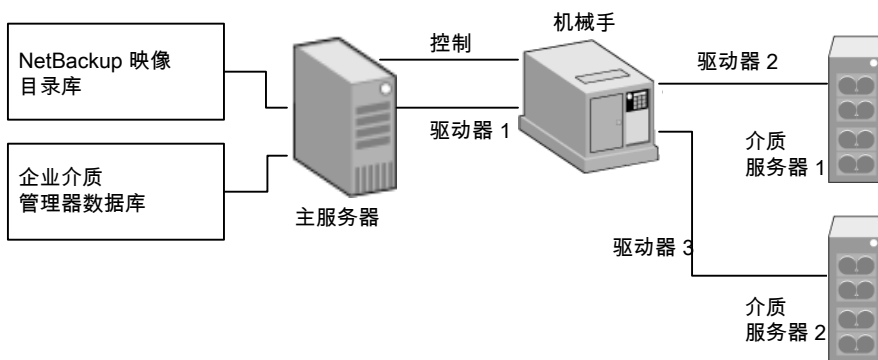 机械手
NetBackup 映像
目录库
控制
驱动器 2
驱动器 1
介质
服务器 1
企业介质
管理器数据库
主服务器
驱动器 3
介质
服务器 2